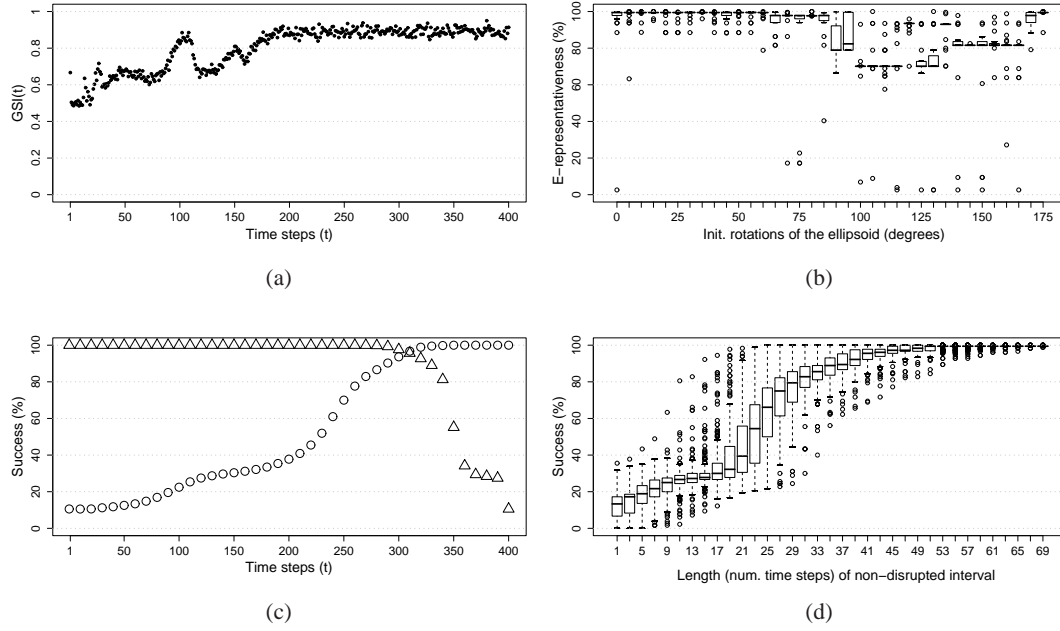 GSI(t)
1
0.8
0.6
0.4
0.2
0
1 50 100 150 200 250 300 350 400
Time steps (t)
(a)
E−representativeness (%)
100
80
60
40
20
0
0 25 50 75 100 125 150 175
Init. rotations of the ellipsoid (degrees)
(b)
Success (%)
100
80
60
40
20
0
1 50 100 150 200 250 300 350 400
Time steps (t)
(c)
Success (%)
100
80
60
40
20
0
1 5 9 13 17 21 25 29 33 37 41 45 49 53 57 61 65 69
Length (num. time steps) of non−disrupted interval
(d)